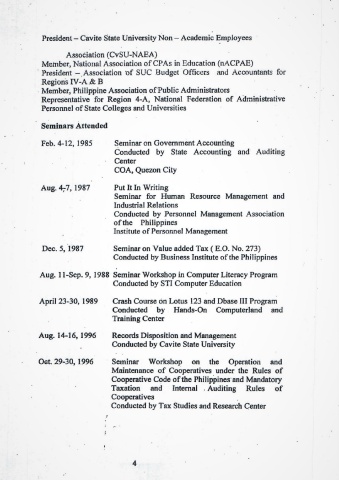 President – Cavite State University Non – Academic Employees
Association (CvSU-NAEA)
Member, National Association of CPAs in Education (nACPAE)
President – Association of SUC Budget Officers and Accountants for
Regions IV-A & B
Member, Philippine Association of Public Administrators
Representative for Region 4-A, National Federation of Administrative
Personnel of State Colleges and Universities
Seminars Attended
Feb. 4-12, 1985 Seminar on Government Accounting
Conducted by State Accounting and Auditing
Center
COA, Quezon City
Aug. 4-7, 1987 Put It In Writing
Seminar for Human Resource Management and
Industrial Relations
Conducted by Personnel Management Association
of the Philippines
Institute of Personnel Management
Dec. 5, 1987 Seminar on Value added Tax ( E.O. No. 273)
Conducted by Business Institute of the Philippines
Aug. 11-Sep. 9, 1988 Seminar Workshop in Computer Literacy Program
Conducted by STI Computer Education
April 23-30, 1989 Crash Course on Lotus 123 and Dbase III Program
Conducted by Hands-On Computerland and
Training Center
Aug. 14-16, 1996 Records Disposition and Management
Conducted by Cavite State University
Oct. 29-30, 1996 Seminar Workshop on the Operation and
Maintenance of Cooperatives under the Rules of
Cooperative Code of the Philippines and Mandatory
Taxation and Internal Auditing Rules of
Cooperatives
Conducted by Tax Studies and Research Center
4